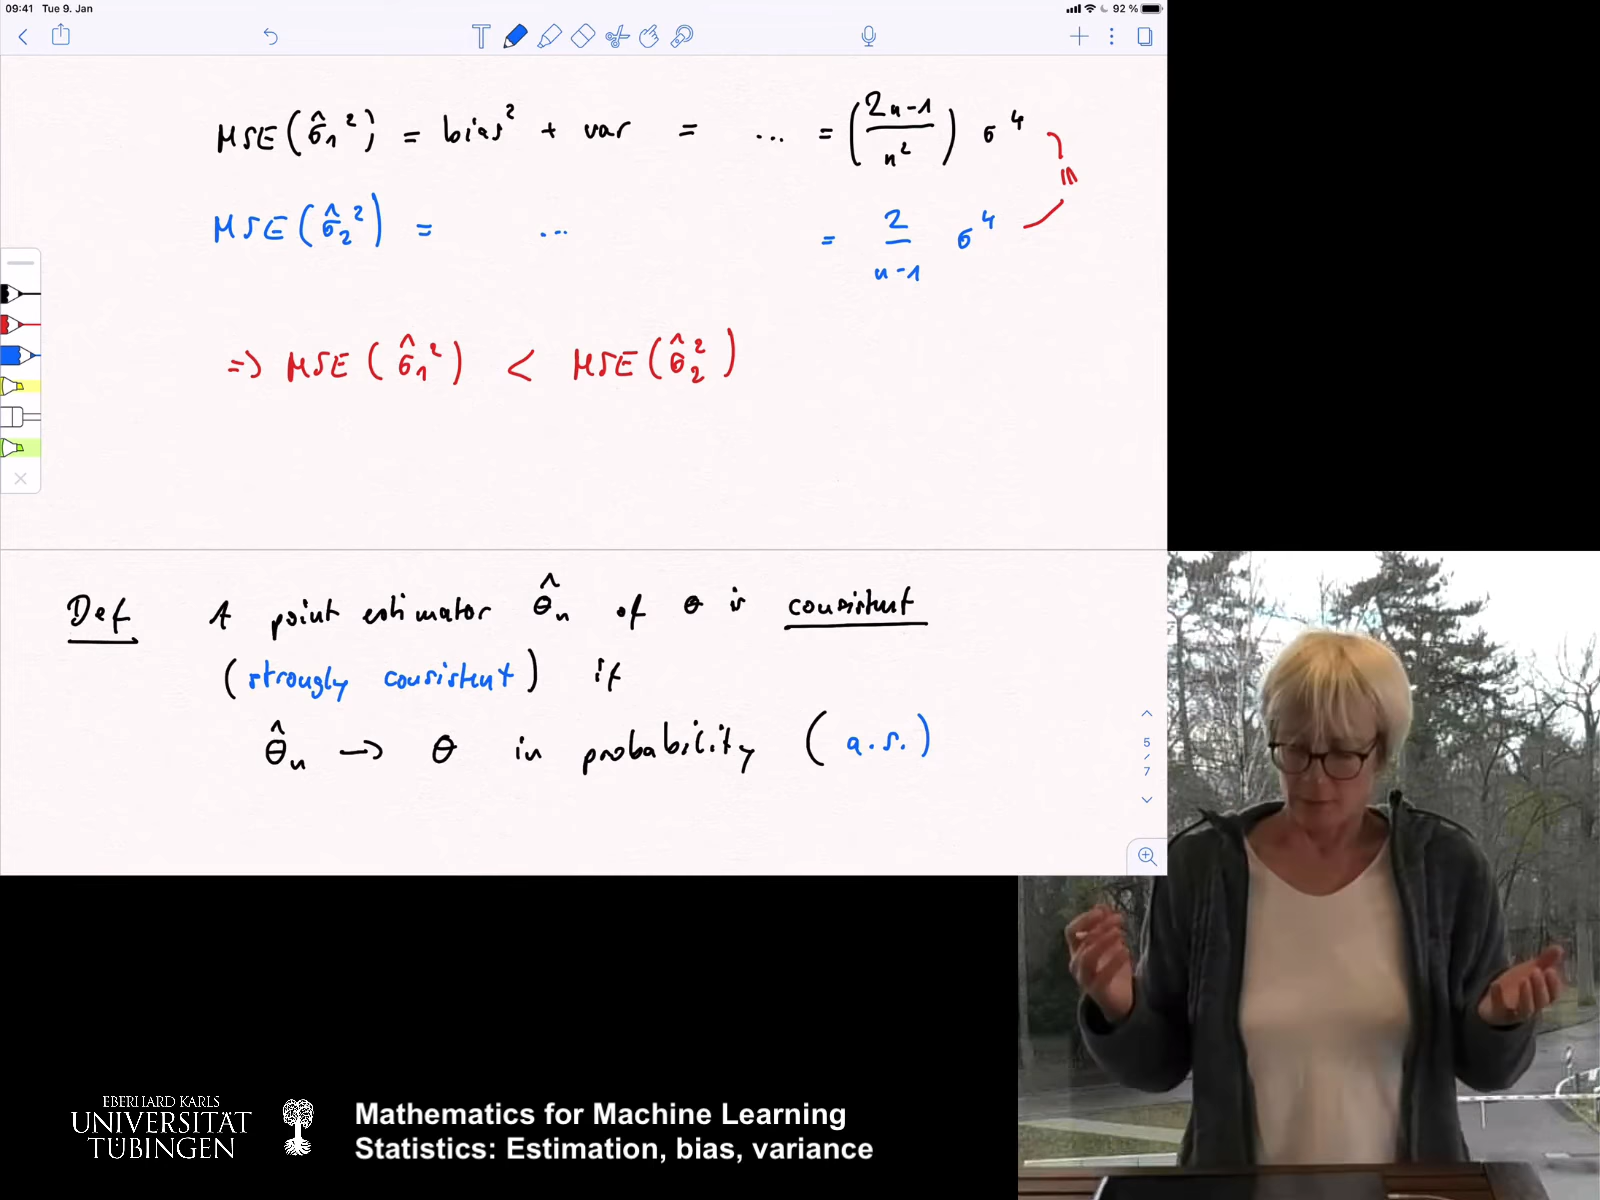 09:41 Tue 9. Jan 92 %
MSE(σ̂₁²) = bias² + var = ... = ((2n-1)/n²) σ⁴
MSE(σ̂₂²) = ... = 2/(n-1) σ⁴
=> MSE(σ̂₁²) < MSE(σ̂₂²)
Def A point estimator θ̂ₙ of θ is consistent
(strongly consistent) if
θ̂ₙ → θ in probability (a.s.)
5
/
7
EBERHARD KARLS
UNIVERSITÄT
TÜBINGEN
Mathematics for Machine Learning
Statistics: Estimation, bias, variance